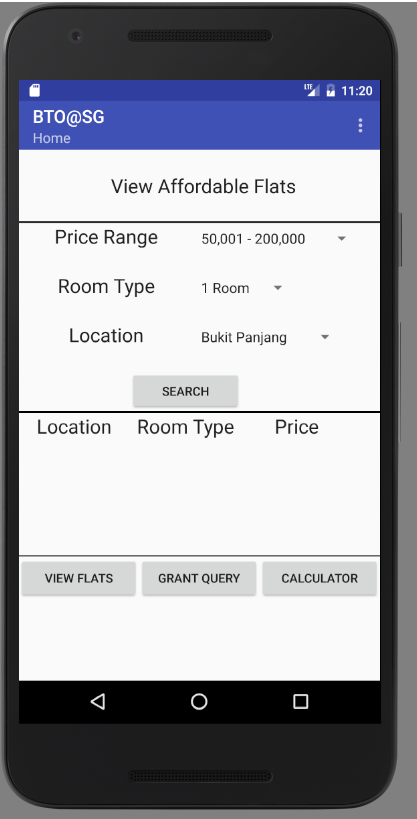 LTE 11:20
BTO@SG
Home
View Affordable Flats
Price Range 50,001 - 200,000
Room Type 1 Room
Location Bukit Panjang
SEARCH
Location Room Type Price
VIEW FLATS GRANT QUERY CALCULATOR